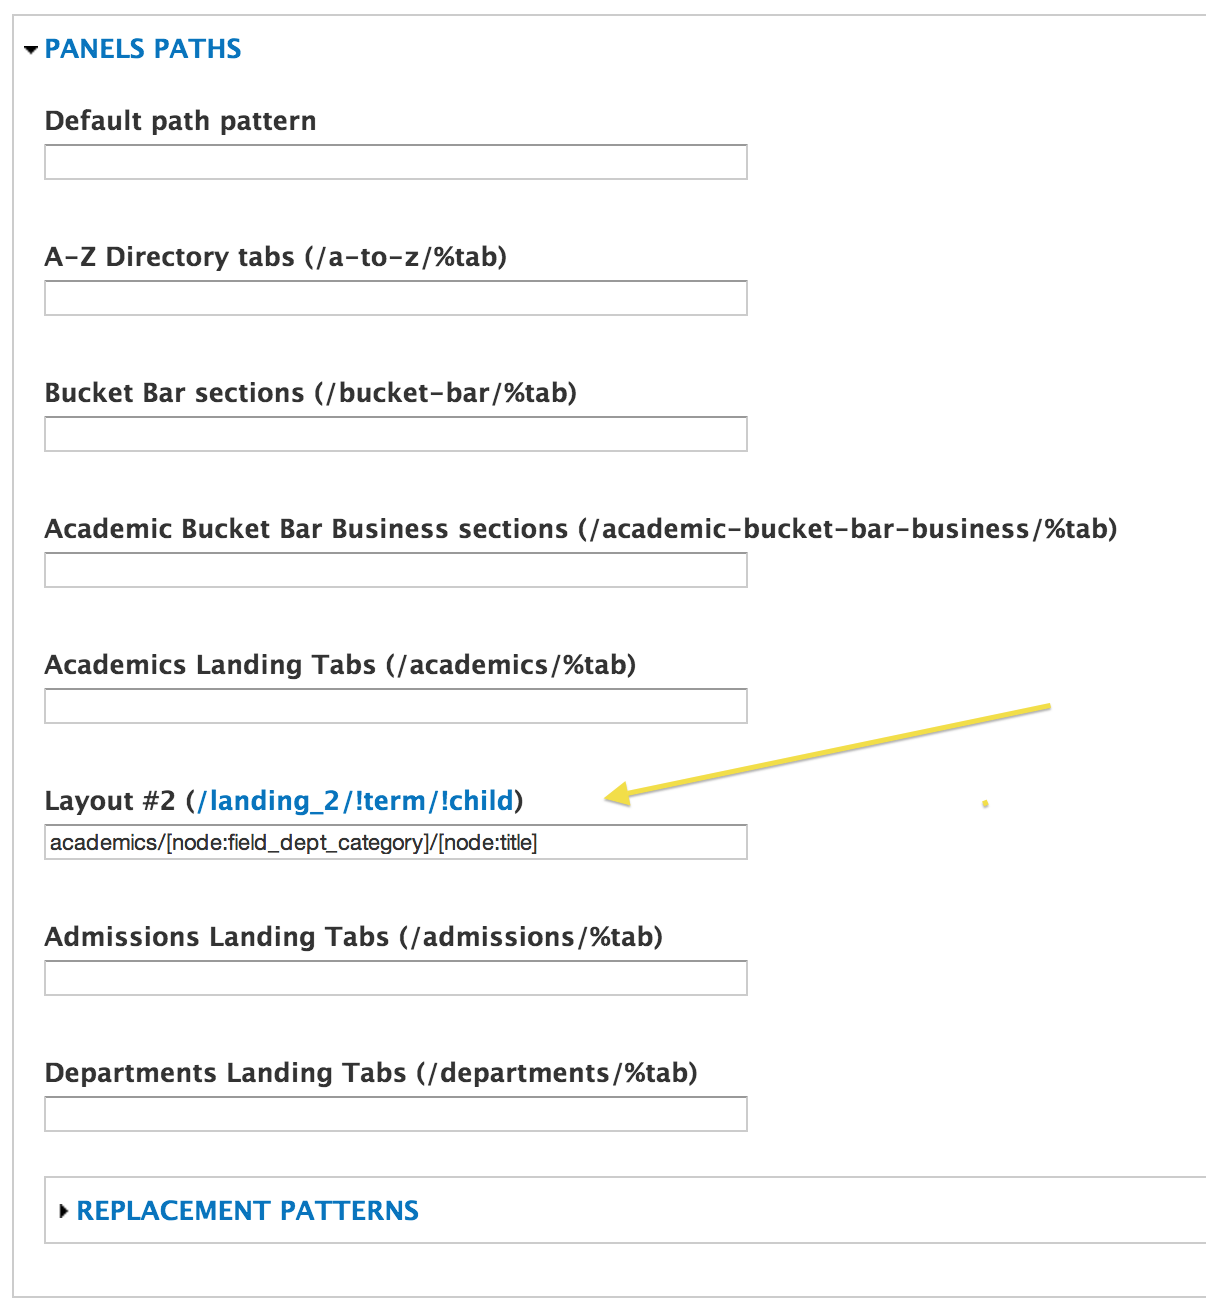 PANELS PATHS
Default path pattern
A-Z Directory tabs (/a-to-z/%tab)
Bucket Bar sections (/bucket-bar/%tab)
Academic Bucket Bar Business sections (/academic-bucket-bar-business/%tab)
Academics Landing Tabs (/academics/%tab)
Layout #2 (/landing_2/!term/!child)
academics/[node:field_dept_category]/[node:title]
Admissions Landing Tabs (/admissions/%tab)
Departments Landing Tabs (/departments/%tab)
REPLACEMENT PATTERNS